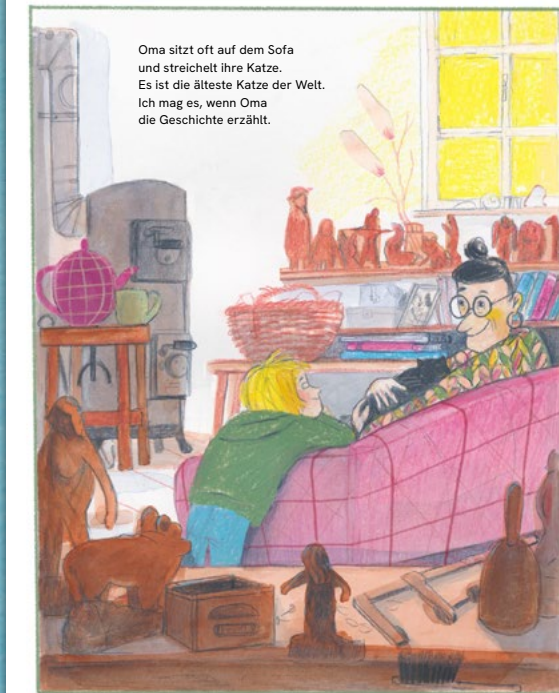 Oma sitzt oft auf dem Sofa
und streichelt ihre Katze.
Es ist die älteste Katze der Welt.
Ich mag es, wenn Oma
die Geschichte erzählt.